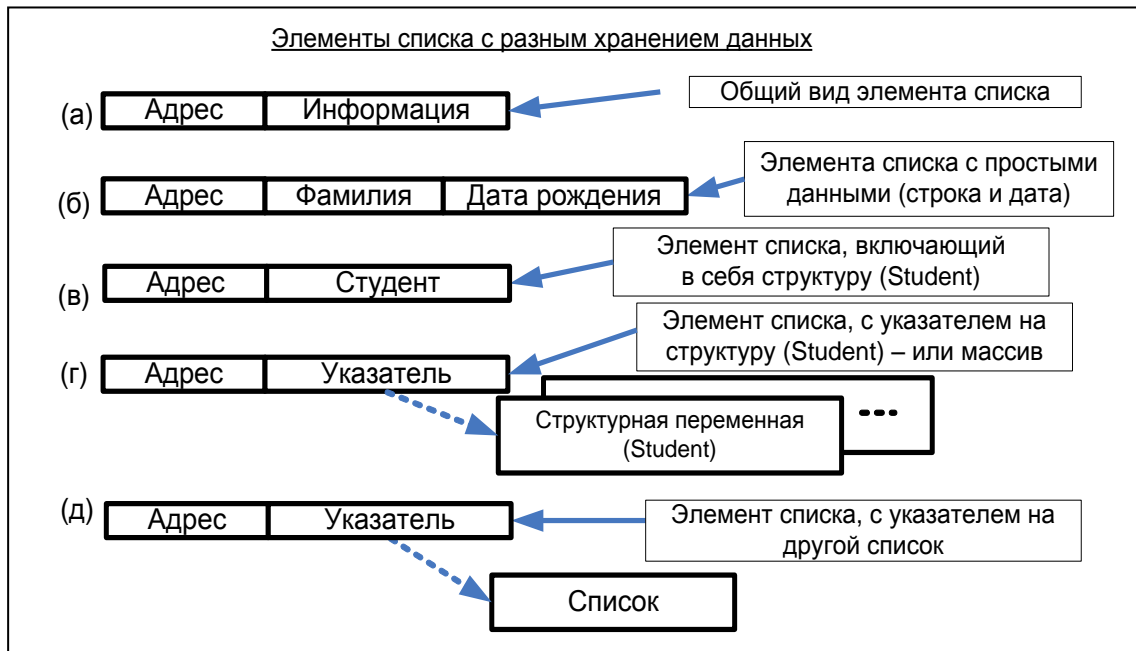 Элементы списка с разным хранением данных
(а)
Адрес Информация
Общий вид элемента списка
(б)
Адрес Фамилия Дата рождения
Элемента списка с простыми
данными (строка и дата)
(в)
Адрес Студент
Элемент списка, включающий
в себя структуру (Student)
(г)
Адрес Указатель
Элемент списка, с указателем на
структуру (Student) – или массив
Структурная переменная
(Student)
(д)
Адрес Указатель
Элемент списка, с указателем на
другой список
Список